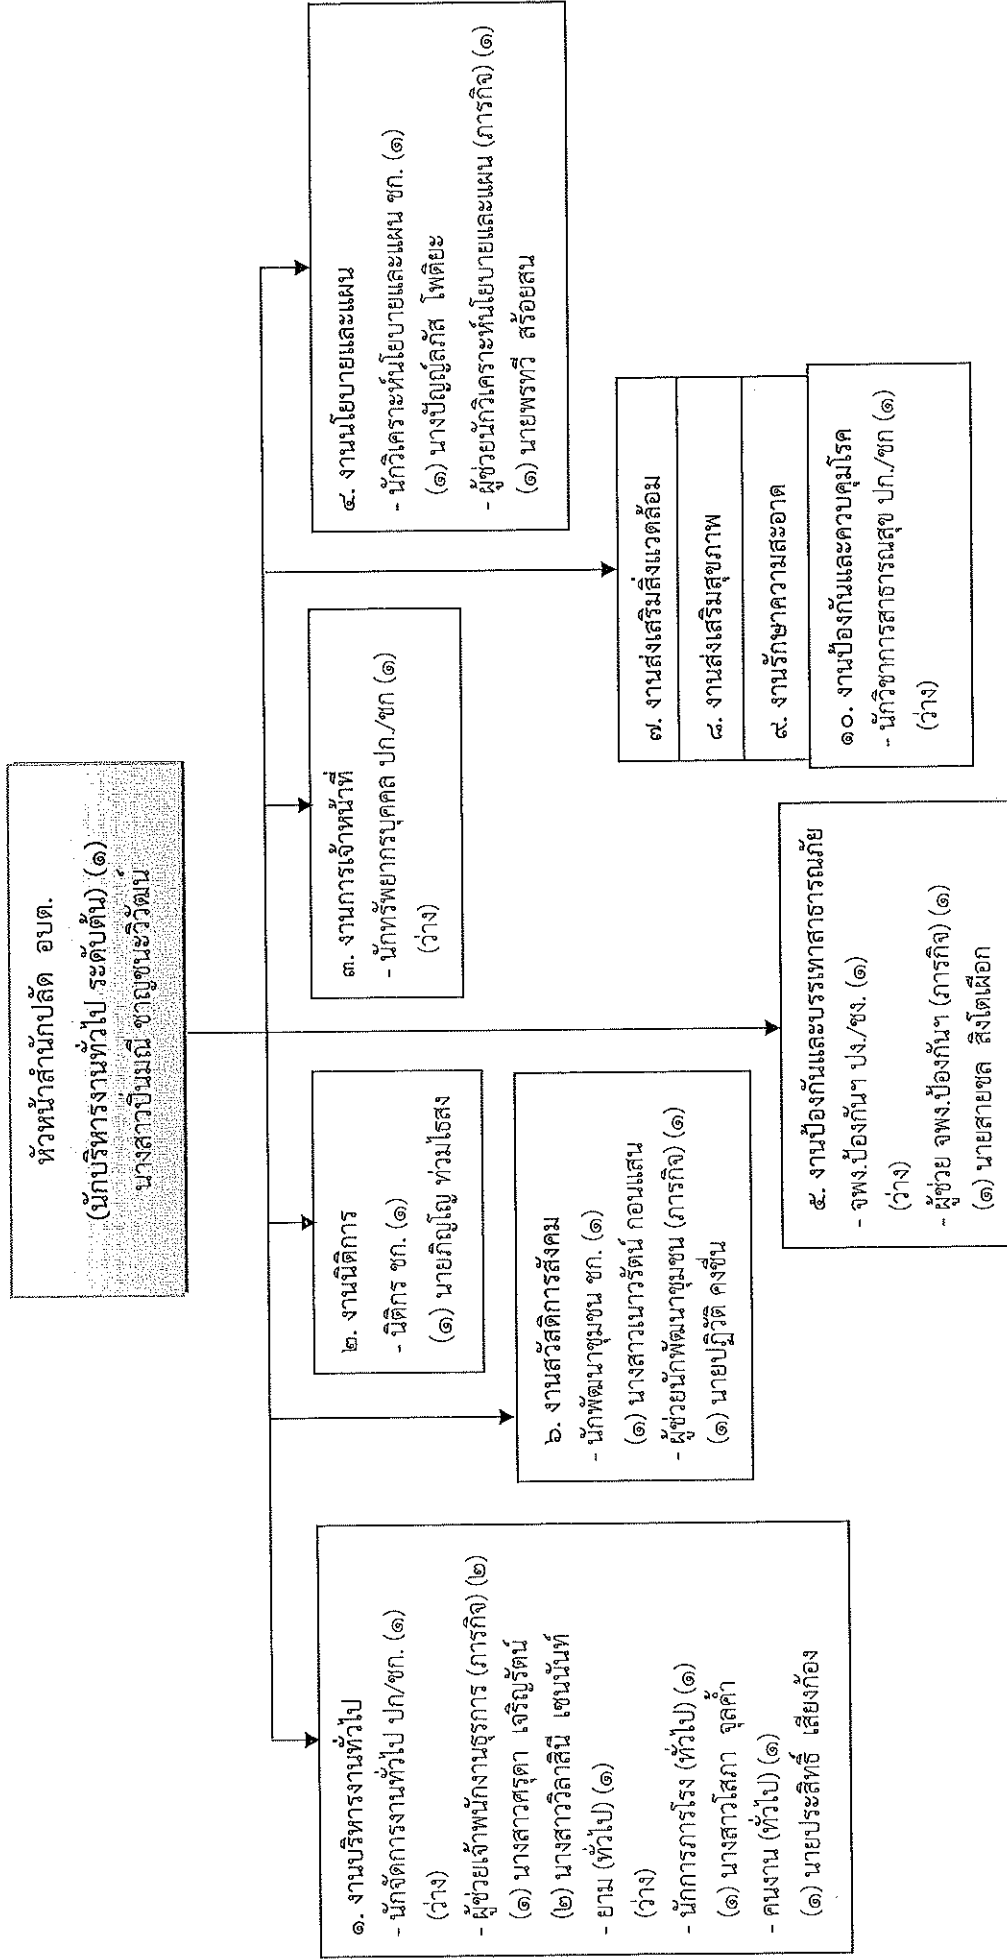 หัวหน้าสำนักปลัด อบต.
(นักบริหารงานทั่วไป ระดับต้น) (๑)
นางสาวปิ่นมณี ชาญชนะวิวัฒน์
๑. งานบริหารงานทั่วไป
- นักจัดการงานทั่วไป ปก/ชก. (๑)
(ว่าง)
- ผู้ช่วยเจ้าพนักงานธุรการ (ภารกิจ) (๒)
(๑) นางสาวศรุตา เจริญรัตน์
(๒) นางสาววิลาสินี เชนนันท์
- ยาม (ทั่วไป) (๑)
(ว่าง)
- นักการภารโรง (ทั่วไป) (๑)
(๑) นางสาวโสภา จุลคำ
- คนงาน (ทั่วไป) (๑)
(๑) นายประสิทธิ์ เสียงก้อง
๒. งานนิติการ
- นิติกร ชก. (๑)
(๑) นายภิญโญ ท่วมไธสง
๓. งานการเจ้าหน้าที่
- นักทรัพยากรบุคคล ปก./ชก (๑)
(ว่าง)
๔. งานนโยบายและแผน
- นักวิเคราะห์นโยบายและแผน ชก. (๑)
(๑) นางปัญญ์ลภัส โพติยะ
- ผู้ช่วยนักวิเคราะห์นโยบายและแผน (ภารกิจ) (๑)
(๑) นายพรทวี สร้อยสน
๕. งานป้องกันและบรรเทาสาธารณภัย
- จพง.ป้องกันฯ ปง./ชง. (๑)
(ว่าง)
- ผู้ช่วย จพง.ป้องกันฯ (ภารกิจ) (๑)
(๑) นายสายชล สิงโตเผือก
๖. งานสวัสดิการสังคม
- นักพัฒนาชุมชน ชก. (๑)
(๑) นางสาวเนาวรัตน์ กอนแสน
- ผู้ช่วยนักพัฒนาชุมชน (ภารกิจ) (๑)
(๑) นายปฏิวัติ คงชื่น
๗. งานส่งเสริมสิ่งแวดล้อม
๘. งานส่งเสริมสุขภาพ
๙. งานรักษาความสะอาด
๑๐. งานป้องกันและควบคุมโรค
- นักวิชาการสาธารณสุข ปก./ชก (๑)
(ว่าง)